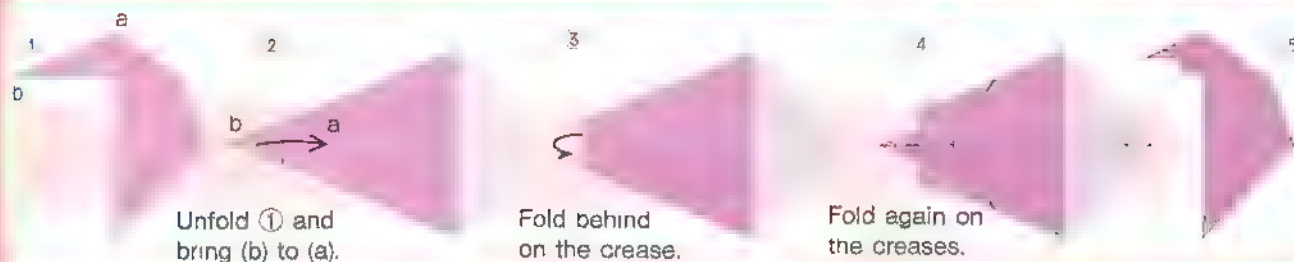 1
a
b
2
b
a
Unfold ① and
bring (b) to (a).
3
Fold behind
on the crease.
4
Fold again on
the creases.
5